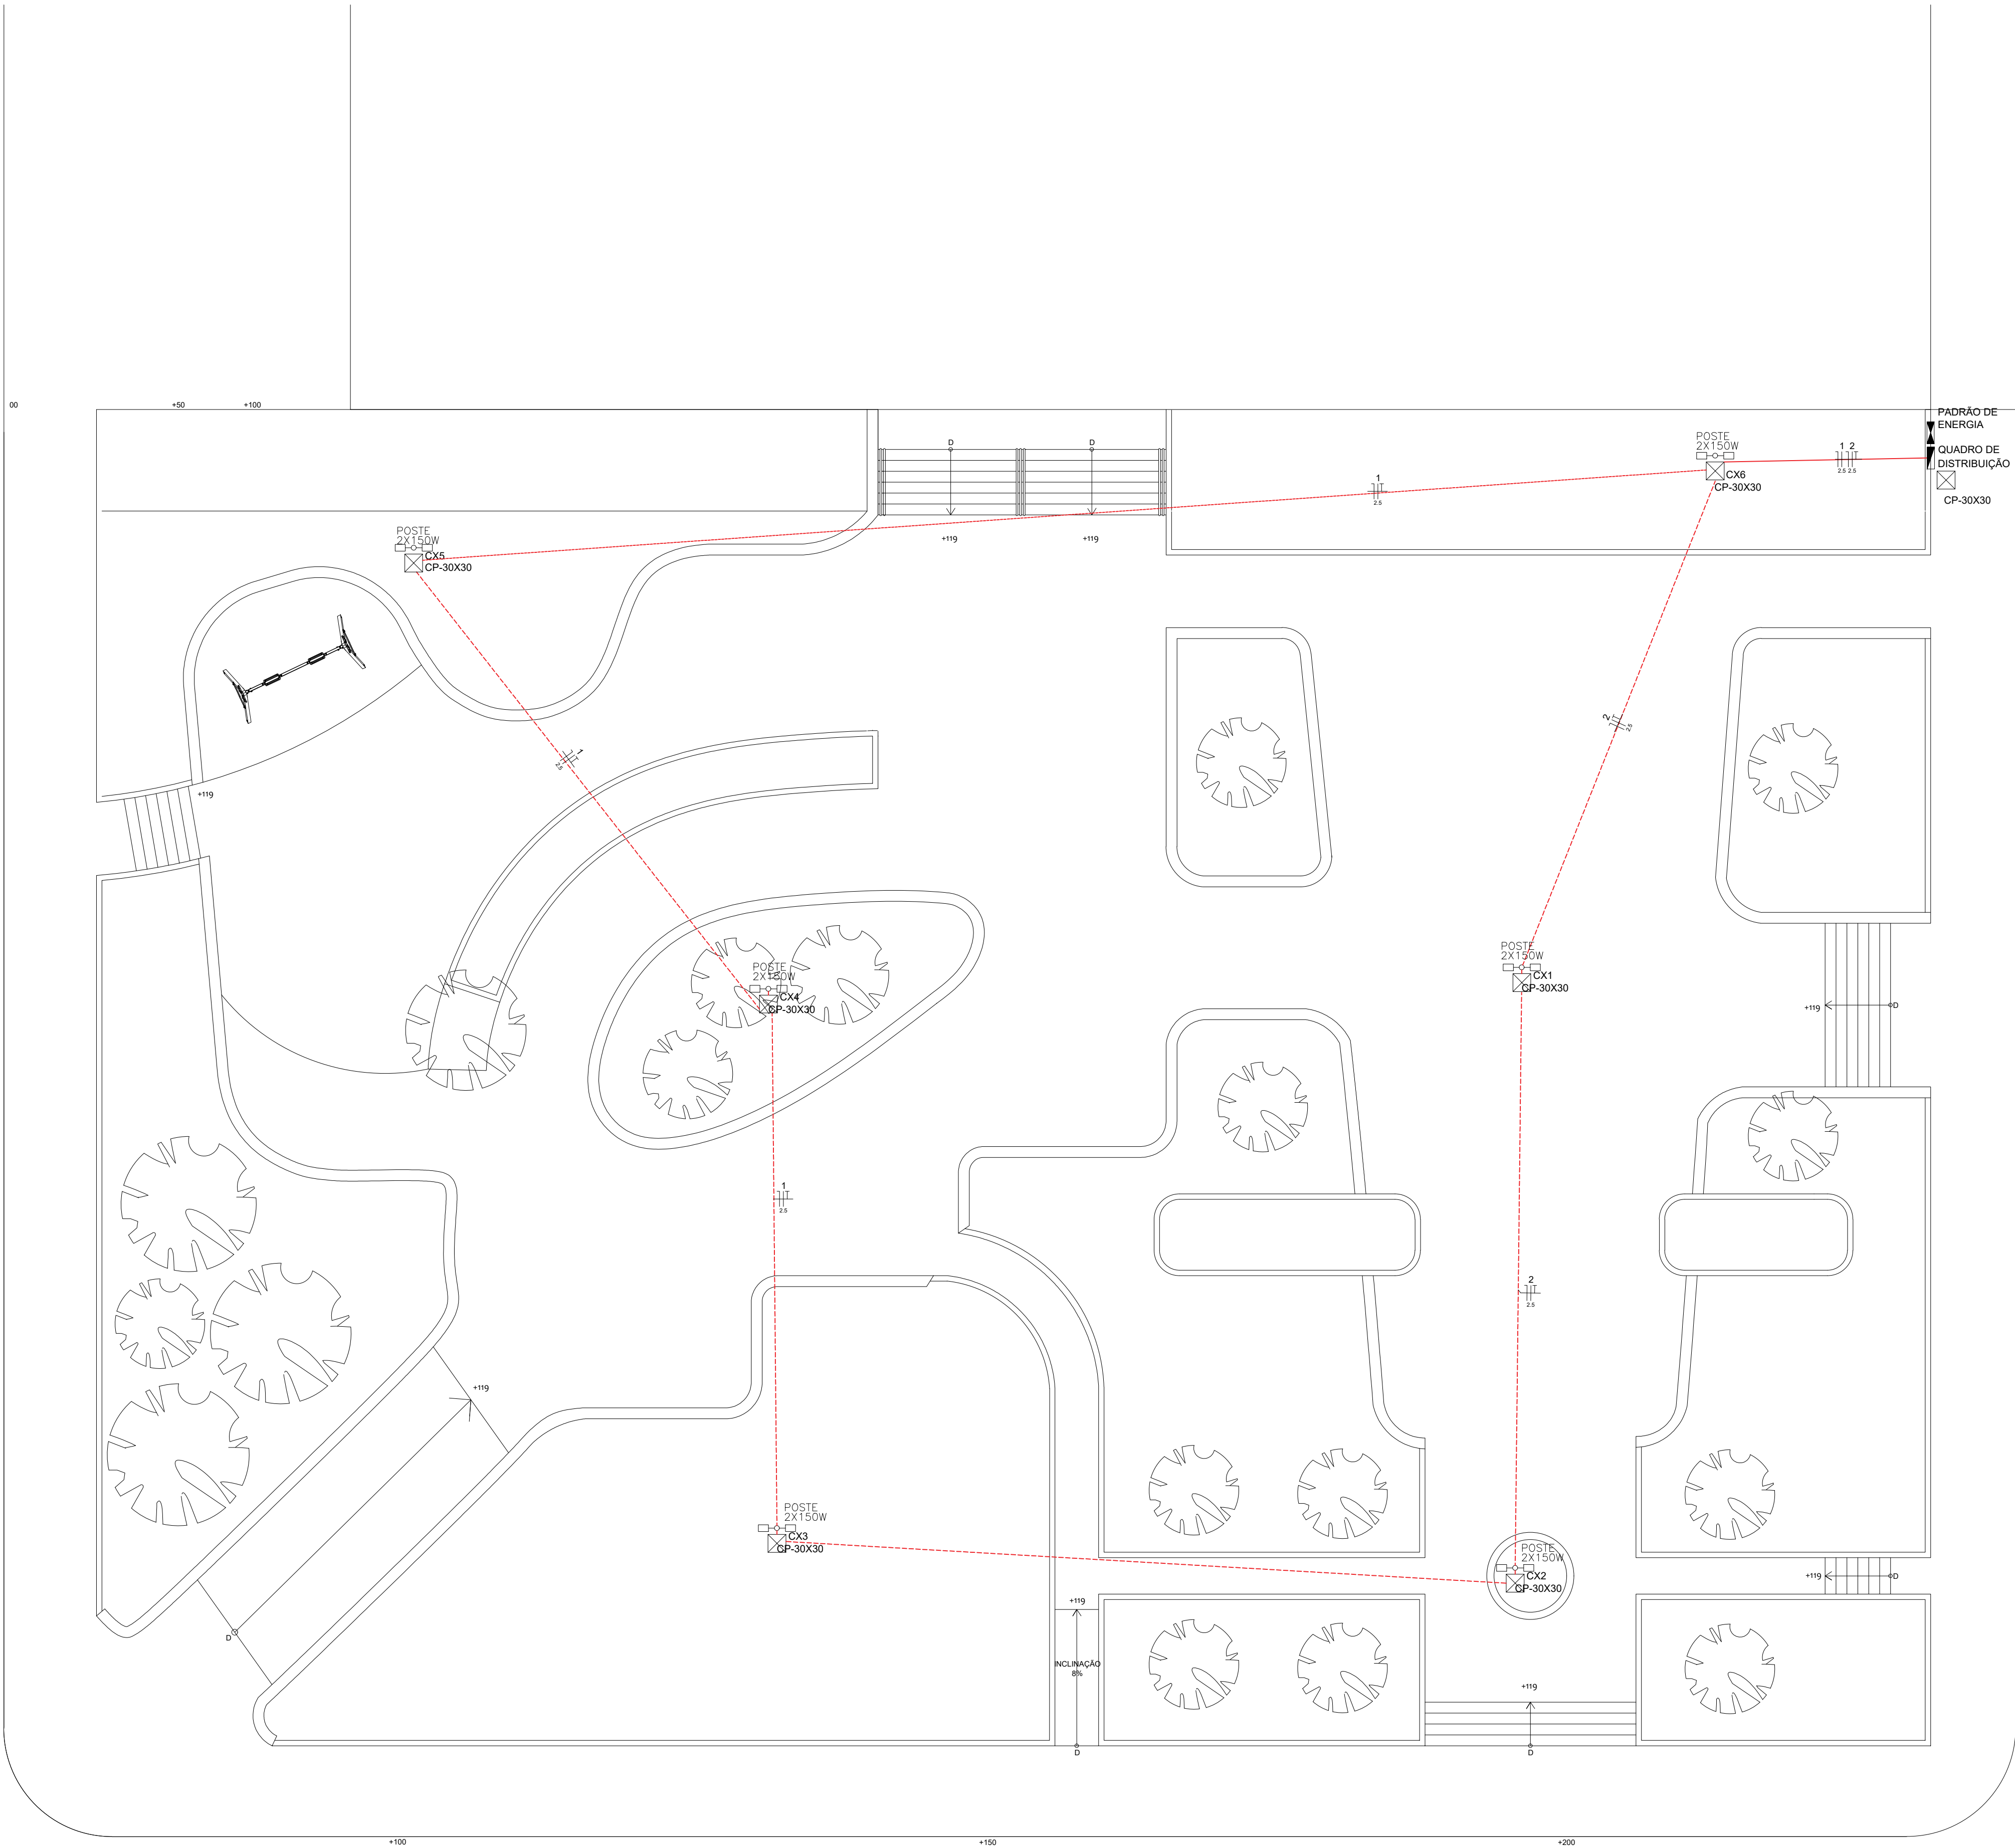 00
+50
+100
PADRÃO DE
ENERGIA
QUADRO DE
DISTRIBUIÇÃO
CP-30X30
POSTE
2X150W
CX6
CP-30X30
1 2
2.5 2.5
D
D
1
2.5
+119
+119
POSTE
2X150W
CX5
CP-30X30
2
2.5
1
2.5
+119
POSTE
2X150W
CX1
CP-30X30
POSTE
2X150W
CX4
CP-30X30
+119
D
1
2.5
2
2.5
+119
D
POSTE
2X150W
CX3
CP-30X30
POSTE
2X150W
CX2
CP-30X30
+119
D
+119
INCLINAÇÃO
8%
D
+119
D
+100
+150
+200